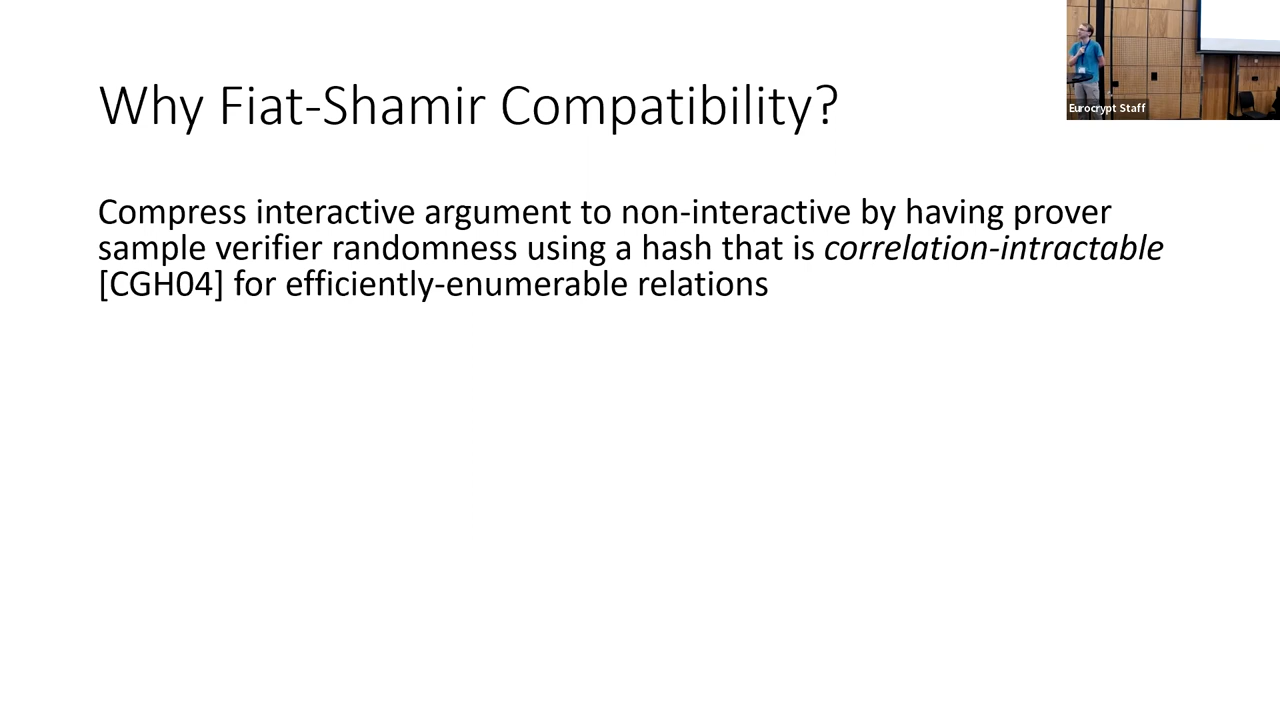 Why Fiat-Shamir Compatibility?
Eurocrypt Staff
Compress interactive argument to non-interactive by having prover
sample verifier randomness using a hash that is correlation-intractable
[CGH04] for efficiently-enumerable relations